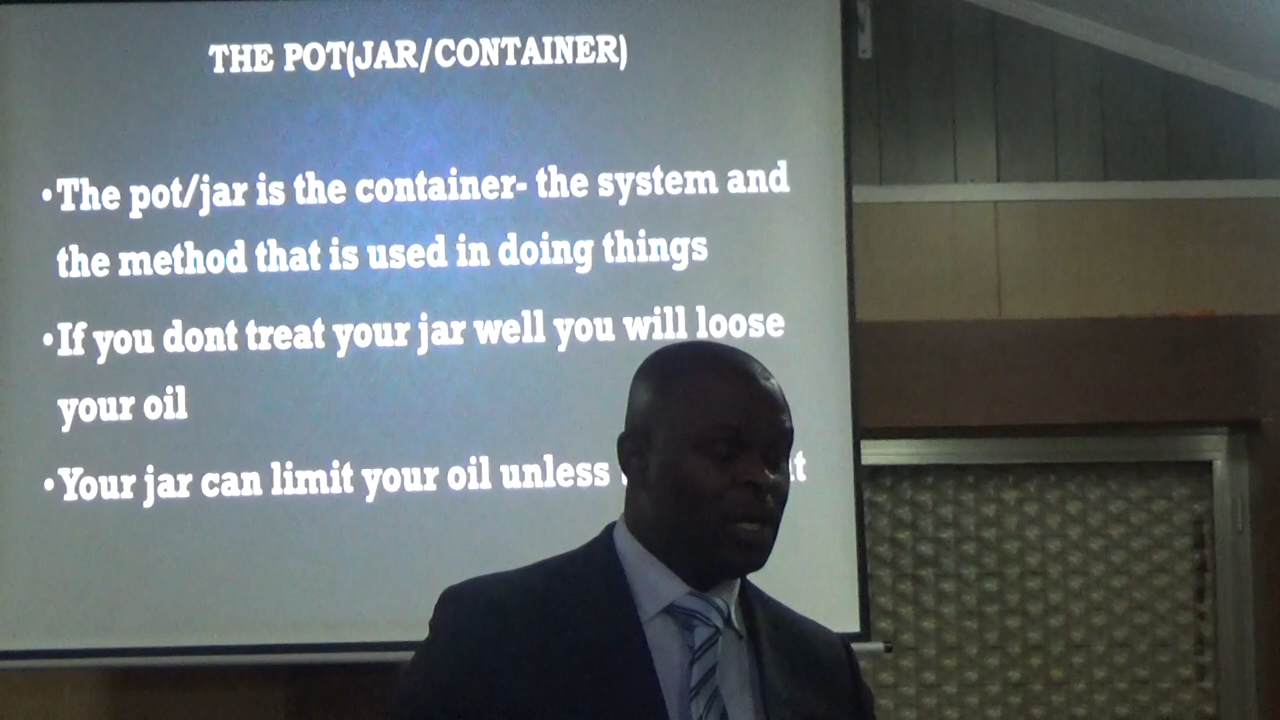 THE POT(JAR/CONTAINER)
•The pot/jar is the container- the system and
the method that is used in doing things
•If you dont treat your jar well you will loose
your oil
•Your jar can limit your oil unless